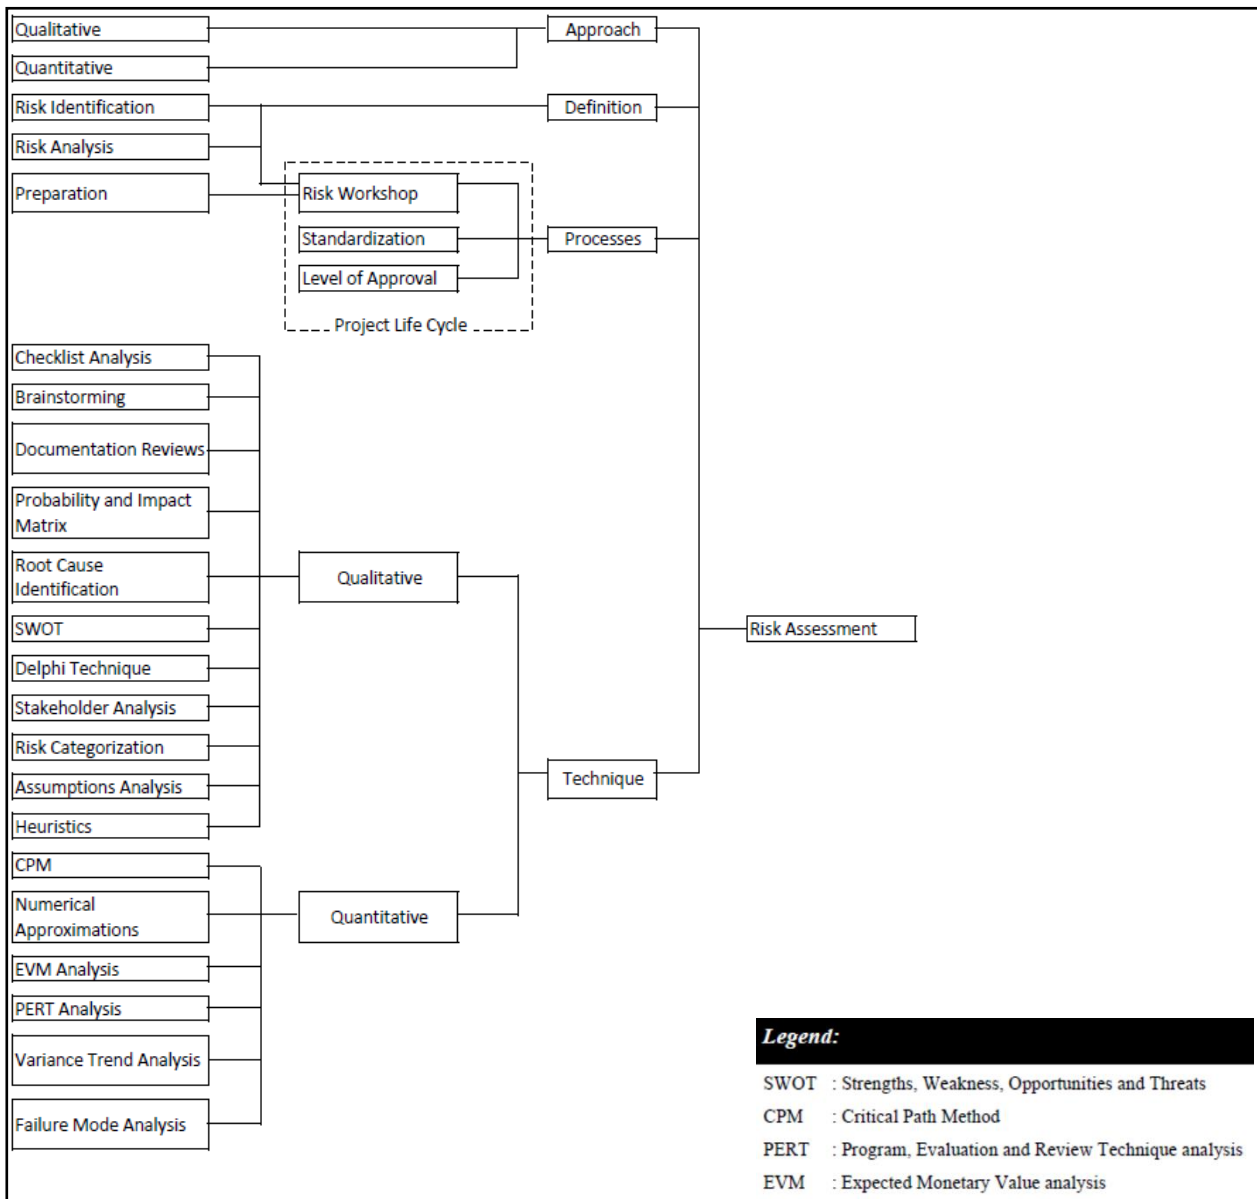 Qualitative
Approach
Quantitative
Risk Identification
Definition
Risk Analysis
Preparation
Risk Workshop
Standardization
Processes
Level of Approval
Project Life Cycle
Checklist Analysis
Brainstorming
Documentation Reviews
Probability and Impact
Matrix
Root Cause
Identification
Qualitative
SWOT
Risk Assessment
Delphi Technique
Stakeholder Analysis
Risk Categorization
Technique
Assumptions Analysis
Heuristics
CPM
Numerical
Approximations
Quantitative
EVM Analysis
PERT Analysis
Variance Trend Analysis
Failure Mode Analysis
Legend:
SWOT : Strengths, Weakness, Opportunities and Threats
CPM : Critical Path Method
PERT : Program, Evaluation and Review Technique analysis
EVM : Expected Monetary Value analysis